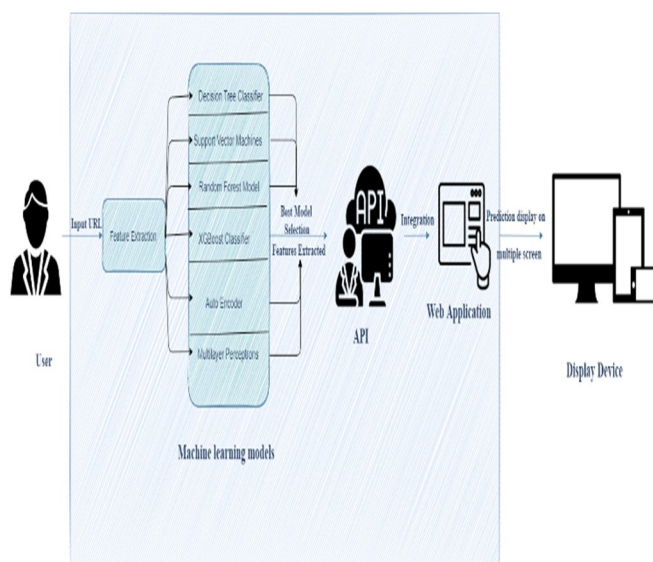 User
Input URL
Feature Extraction
Decision Tree Classifier
Support Vector Machines
Random Forest Model
XGBoost Classifier
Auto Encoder
Multilayer Perceptions
Machine learning models
Best Model
Selection
Features Extracted
API
API
Integration
Web Application
Prediction display on
multiple screen
Display Device